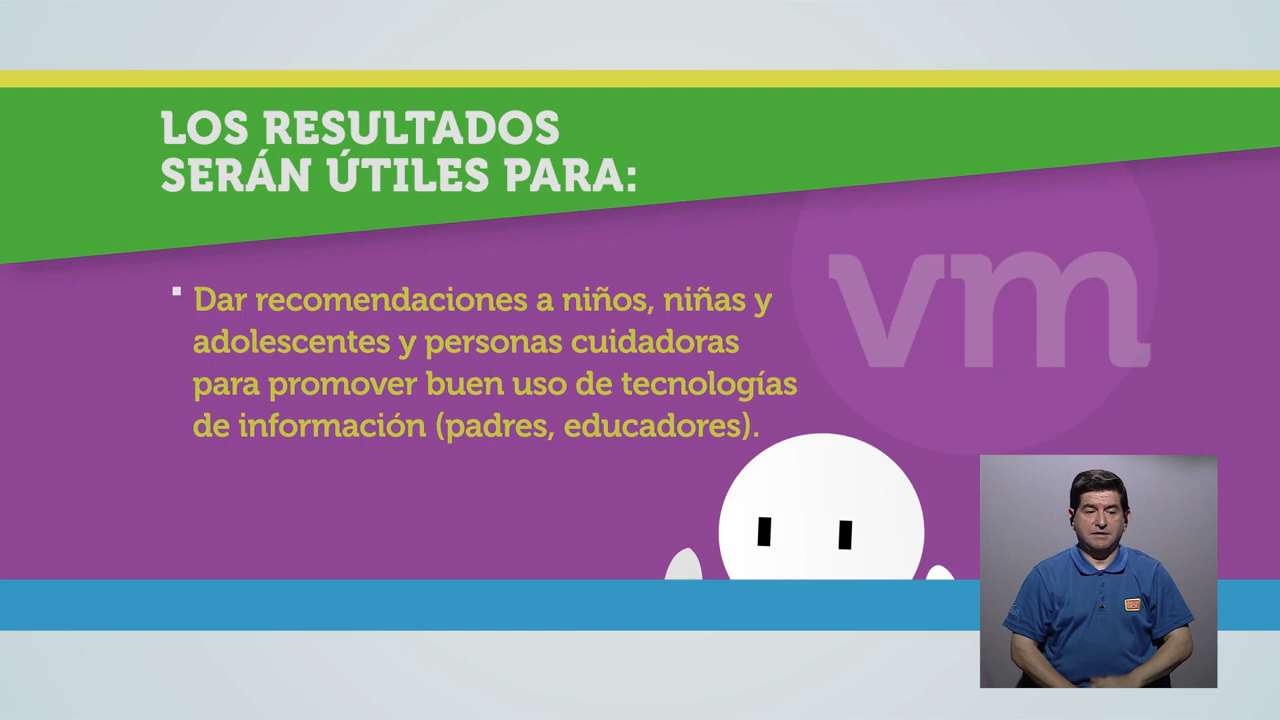 LOS RESULTADOS
SERÁN ÚTILES PARA:
Dar recomendaciones a niños, niñas y
adolescentes y personas cuidadoras
para promover buen uso de tecnologías
de información (padres, educadores).
vm